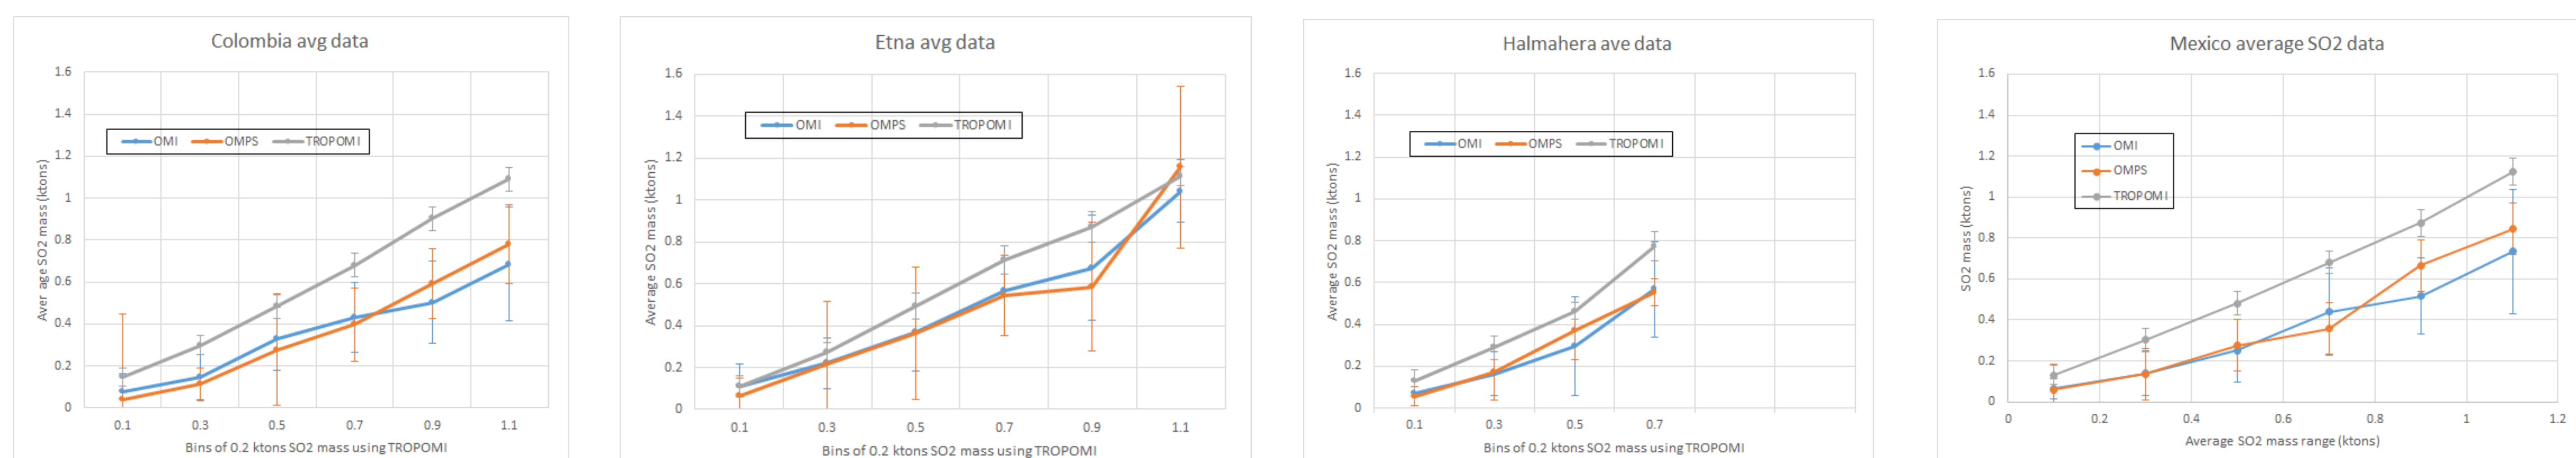 Colombia avg data
1.6
1.4
1.2
1
0.8
0.6
0.4
0.2
0
Aver age SO2 mass (ktons)
OMI OMPS TROPOMI
0.1 0.3 0.5 0.7 0.9 1.1
Bins of 0.2 ktons SO2 mass using TROPOMI
Etna avg data
1.6
1.4
1.2
1
0.8
0.6
0.4
0.2
0
Average SO2 mass (ktons)
OMI OMPS TROPOMI
0.1 0.3 0.5 0.7 0.9 1.1
Bins of 0.2 ktons SO2 mass using TROPOMI
Halmahera ave data
1.6
1.4
1.2
1
0.8
0.6
0.4
0.2
0
Average SO2 mass (ktons)
OMI OMPS TROPOMI
0.1 0.3 0.5 0.7
Bins of 0.2 ktons SO2 mass using TROPOMI
Mexico average SO2 data
1.6
1.4
1.2
1
0.8
0.6
0.4
0.2
0
SO2 mass (ktons)
OMI
OMPS
TROPOMI
0 0.2 0.4 0.6 0.8 1 1.2
Average SO2 mass range (ktons)